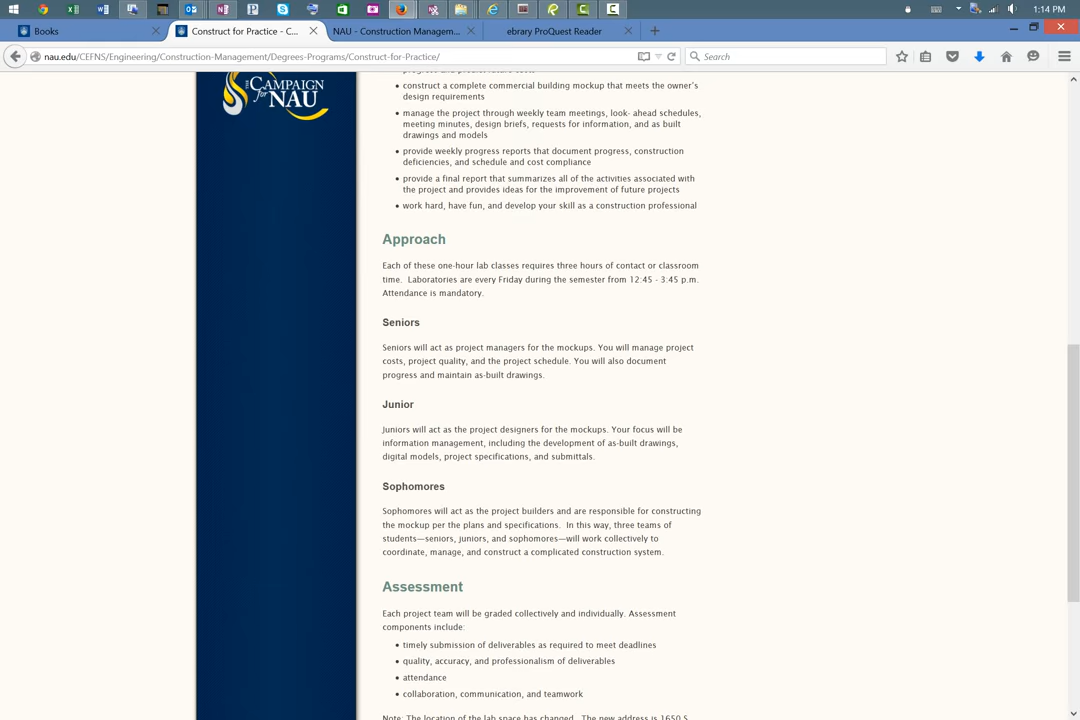 1:14 PM
Books
Construct for Practice - C...
NAU - Construction Managem...
ebrary ProQuest Reader
nau.edu/CEFNS/Engineering/Construction-Management/Degrees-Programs/Construct-for-Practice/
Search
THE CAMPAIGN for NAU
progress and predict future costs
• construct a complete commercial building mockup that meets the owner's
design requirements
• manage the project through weekly team meetings, look- ahead schedules,
meeting minutes, design briefs, requests for information, and as built
drawings and models
• provide weekly progress reports that document progress, construction
deficiencies, and schedule and cost compliance
• provide a final report that summarizes all of the activities associated with
the project and provides ideas for the improvement of future projects
• work hard, have fun, and develop your skill as a construction professional
Approach
Each of these one-hour lab classes requires three hours of contact or classroom
time.  Laboratories are every Friday during the semester from 12:45 - 3:45 p.m.
Attendance is mandatory.
Seniors
Seniors will act as project managers for the mockups. You will manage project
costs, project quality, and the project schedule. You will also document
progress and maintain as-built drawings.
Junior
Juniors will act as the project designers for the mockups. Your focus will be
information management, including the development of as-built drawings,
digital models, project specifications, and submittals.
Sophomores
Sophomores will act as the project builders and are responsible for constructing
the mockup per the plans and specifications.  In this way, three teams of
students—seniors, juniors, and sophomores—will work collectively to
coordinate, manage, and construct a complicated construction system.
Assessment
Each project team will be graded collectively and individually. Assessment
components include:
• timely submission of deliverables as required to meet deadlines
• quality, accuracy, and professionalism of deliverables
• attendance
• collaboration, communication, and teamwork
Note: The location of the lab space has changed.  The new address is 1650 S.